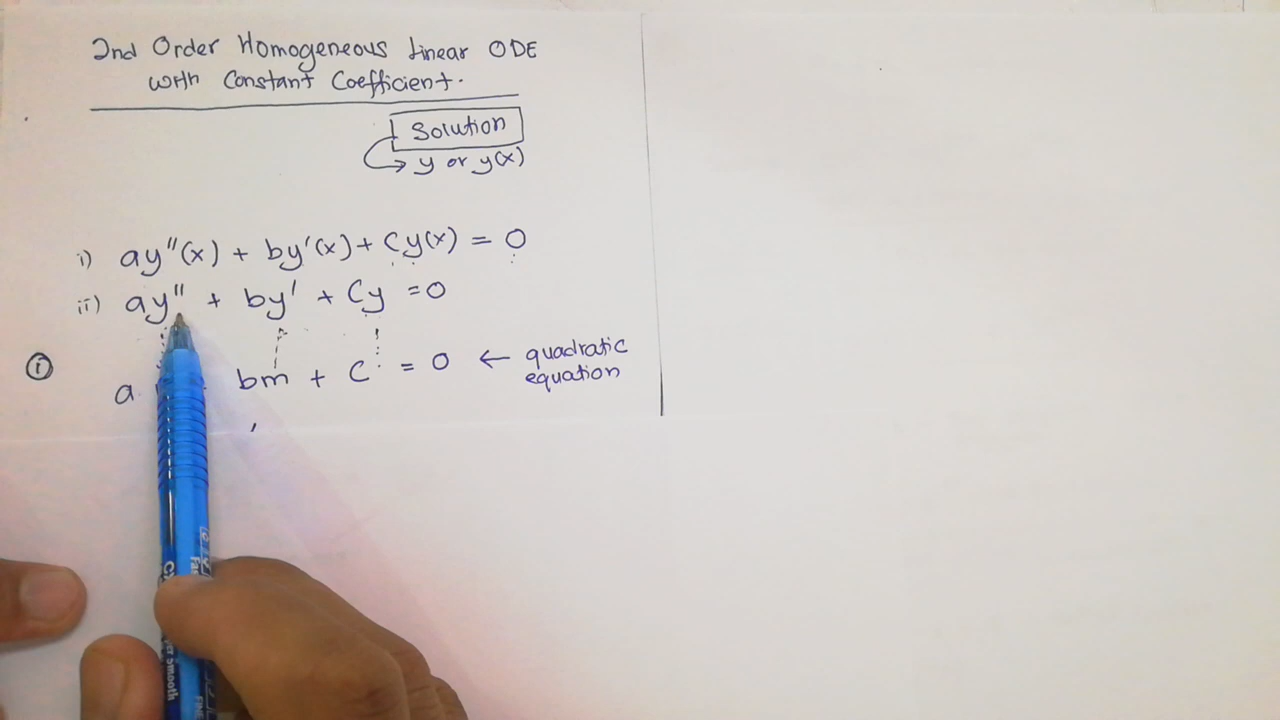 2nd Order Homogeneous Linear ODE
with Constant Coefficient.
Solution
→ y or y(x)
i) ay"(x) + by'(x) + Cy(x) = 0
ii) ay" + by' + Cy = 0
i
a bm + C = 0 ← quadratic
equation